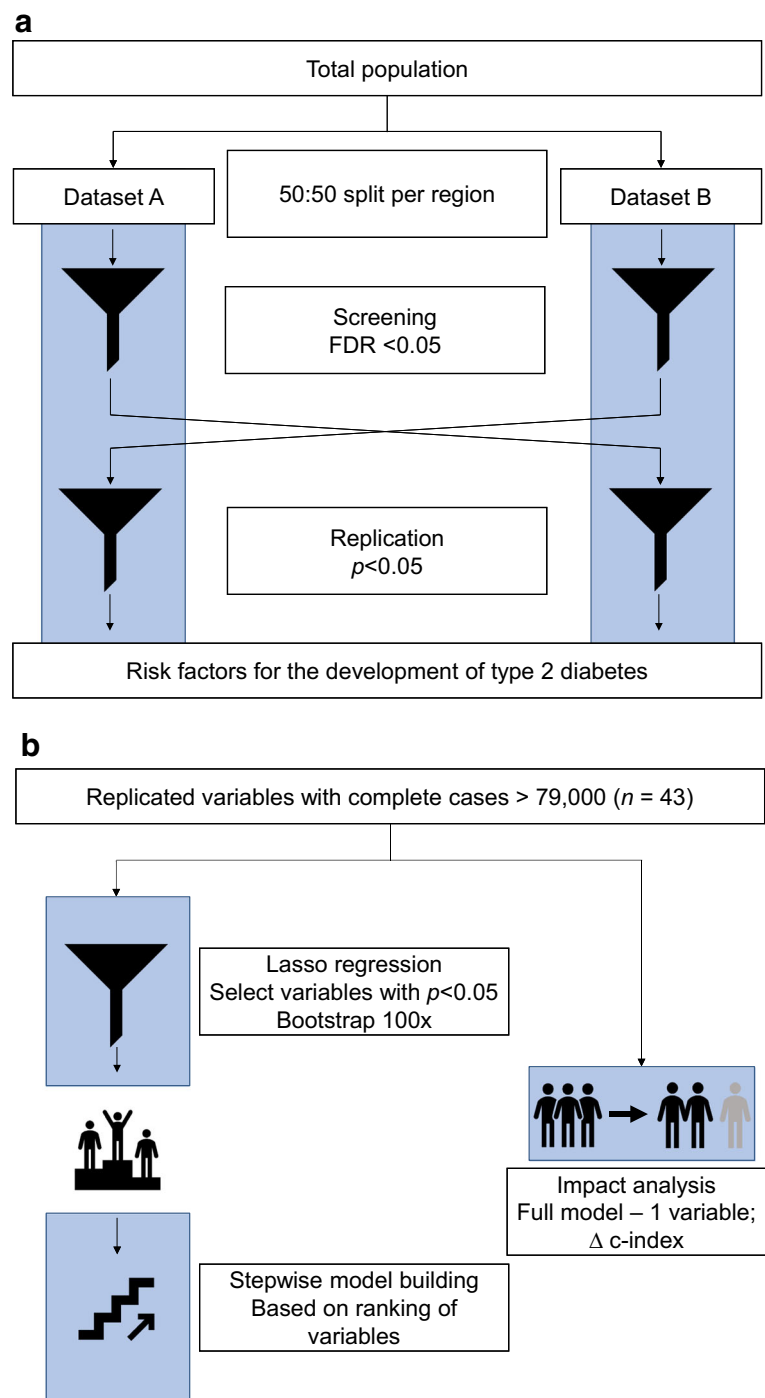 a
Total population
Dataset A
50:50 split per region
Dataset B
Screening
FDR <0.05
Replication
p<0.05
Risk factors for the development of type 2 diabetes
b
Replicated variables with complete cases > 79,000 (n = 43)
Lasso regression
Select variables with p<0.05
Bootstrap 100x
Impact analysis
Full model – 1 variable;
Δ c-index
Stepwise model building
Based on ranking of
variables